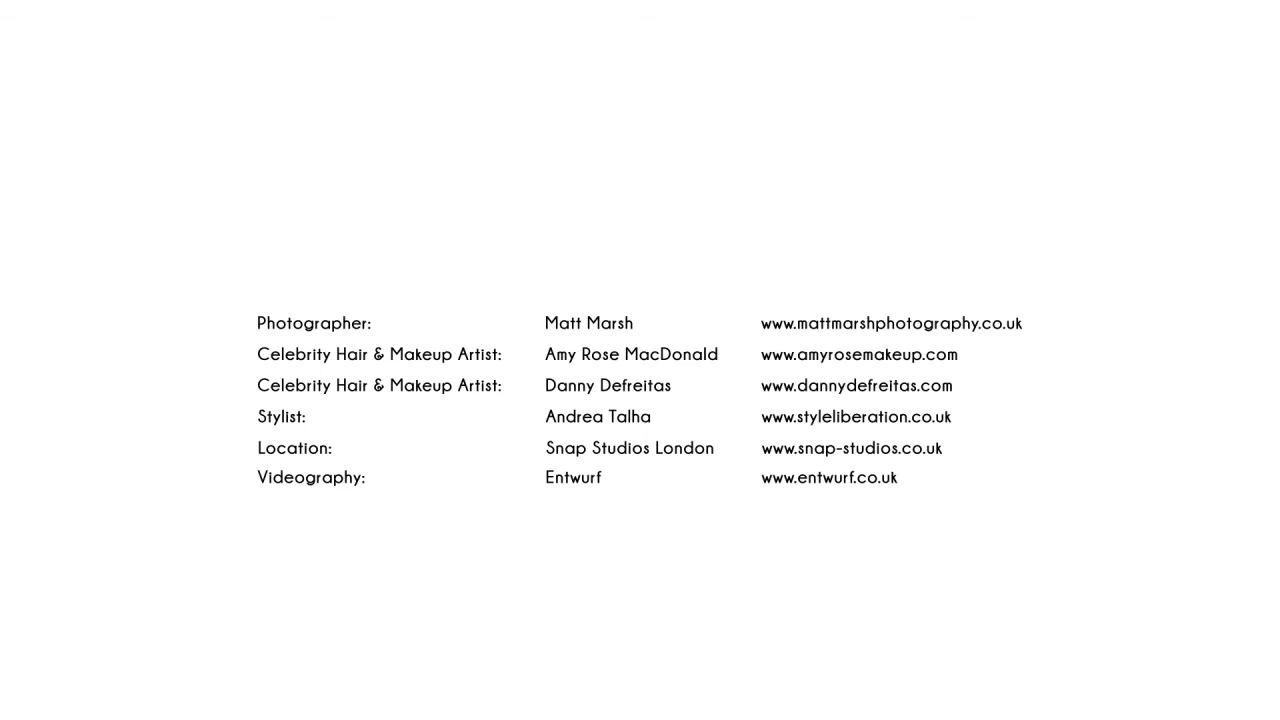 Photographer: Matt Marsh www.mattmarshphotography.co.uk
Celebrity Hair & Makeup Artist: Amy Rose MacDonald www.amyrosemakeup.com
Celebrity Hair & Makeup Artist: Danny Defreitas www.dannydefreitas.com
Stylist: Andrea Talha www.styleliberation.co.uk
Location: Snap Studios London www.snap-studios.co.uk
Videography: Entwurf www.entwurf.co.uk